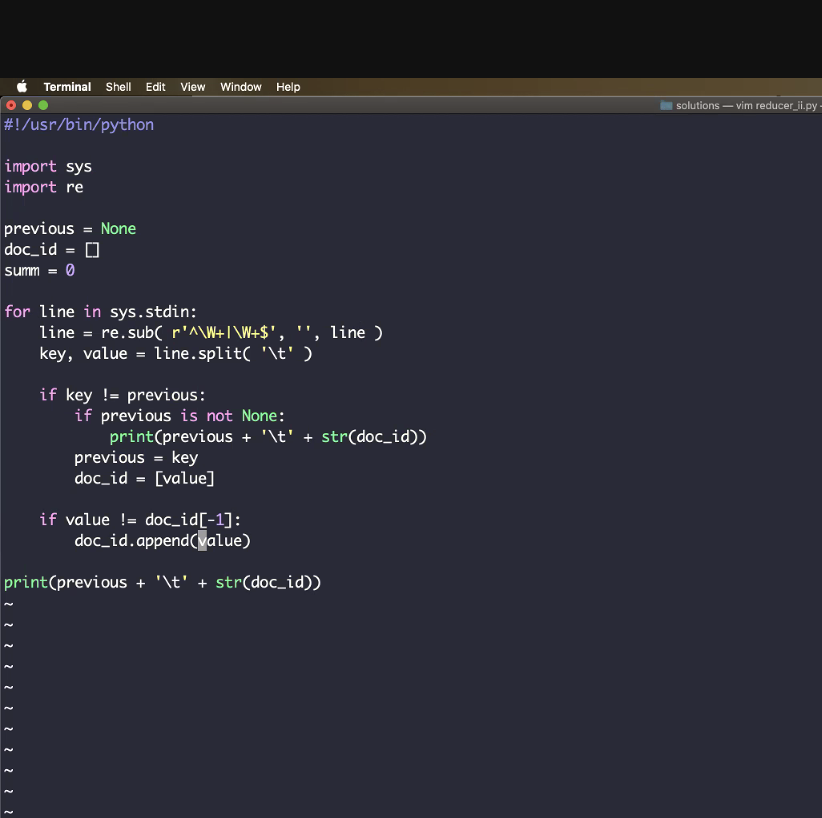 Terminal Shell Edit View Window Help
solutions — vim reducer_ii.py
#!/usr/bin/python
import sys
import re
previous = None
doc_id = []
summ = 0
for line in sys.stdin:
    line = re.sub( r'^\W+|\W+$', '', line )
    key, value = line.split( '\t' )
    if key != previous:
        if previous is not None:
            print(previous + '\t' + str(doc_id))
        previous = key
        doc_id = [value]
    if value != doc_id[-1]:
        doc_id.append(value)
print(previous + '\t' + str(doc_id))
~
~
~
~
~
~
~
~
~
~
~